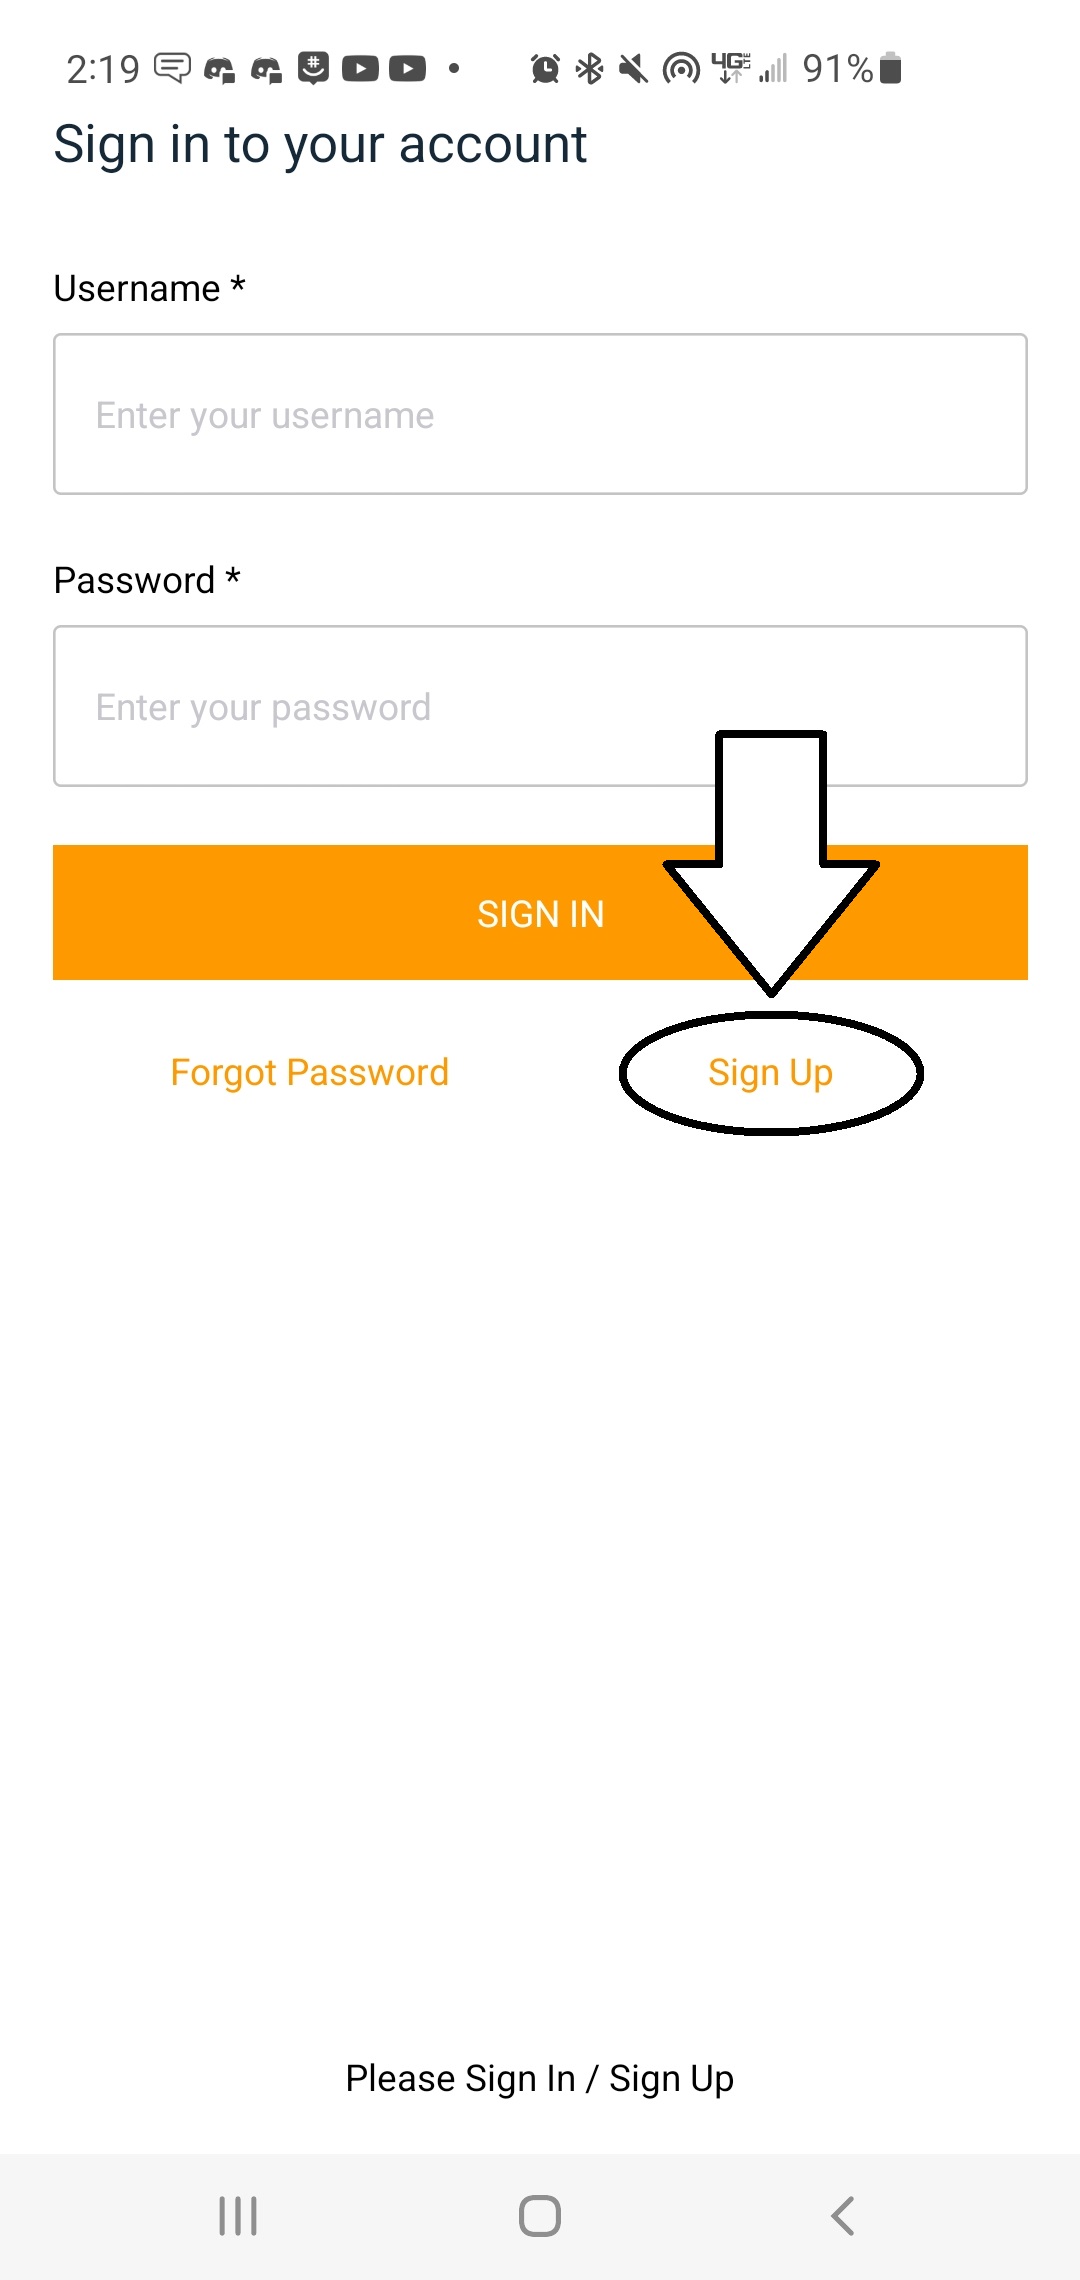 2:19 4G LTE 91%
Sign in to your account
Username *
Enter your username
Password *
Enter your password
SIGN IN
Forgot Password Sign Up
Please Sign In / Sign Up